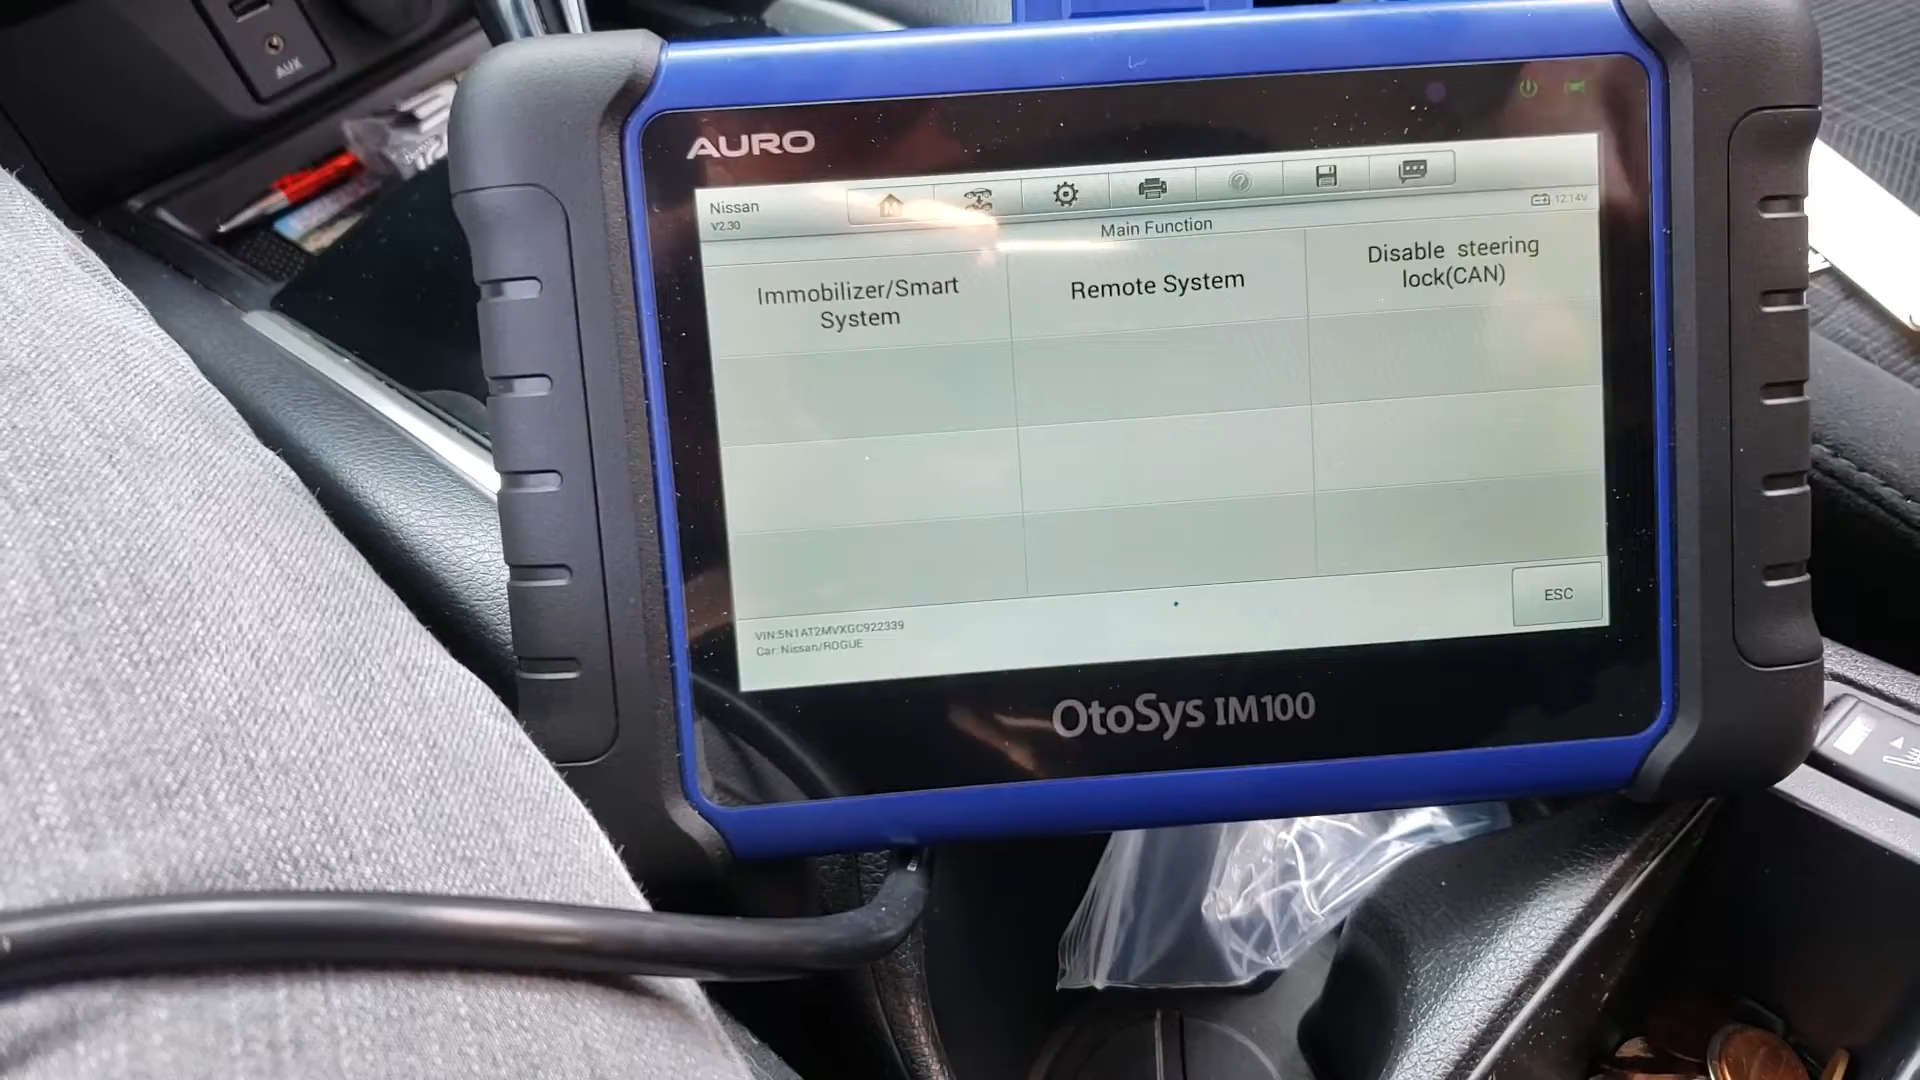 AUX
AURO
Nissan
V2.30
Main Function
12.14V
Immobilizer/Smart
System
Remote System
Disable steering
lock(CAN)
ESC
VIN:5N1AT2MVXGC922339
Car:Nissan/ROGUE
OtoSys IM100